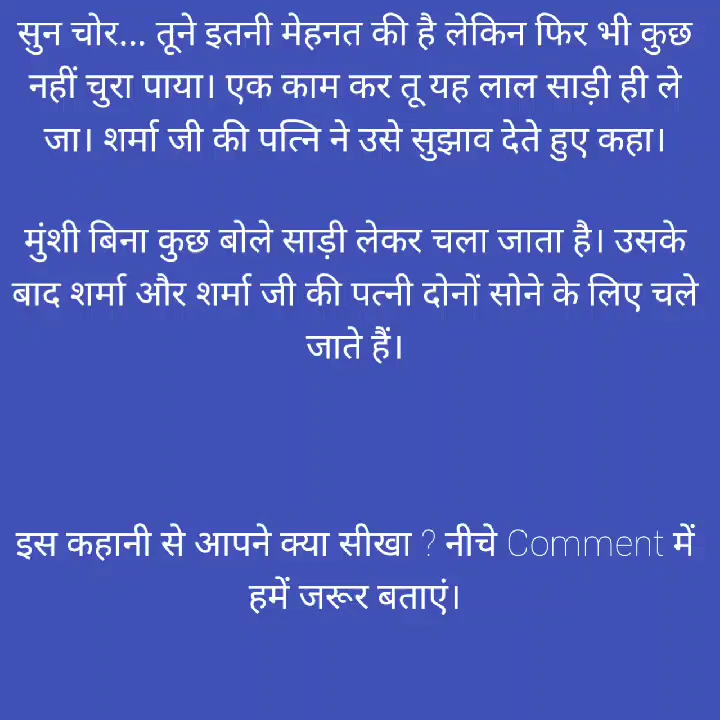 सुन चोर... तूने इतनी मेहनत की है लेकिन फिर भी कुछ
नहीं चुरा पाया। एक काम कर तू यह लाल साड़ी ही ले
जा। शर्मा जी की पत्नि ने उसे सुझाव देते हुए कहा।
मुंशी बिना कुछ बोले साड़ी लेकर चला जाता है। उसके
बाद शर्मा और शर्मा जी की पत्नी दोनों सोने के लिए चले
जाते हैं।
इस कहानी से आपने क्या सीखा ? नीचे Comment में
हमें जरूर बताएं।